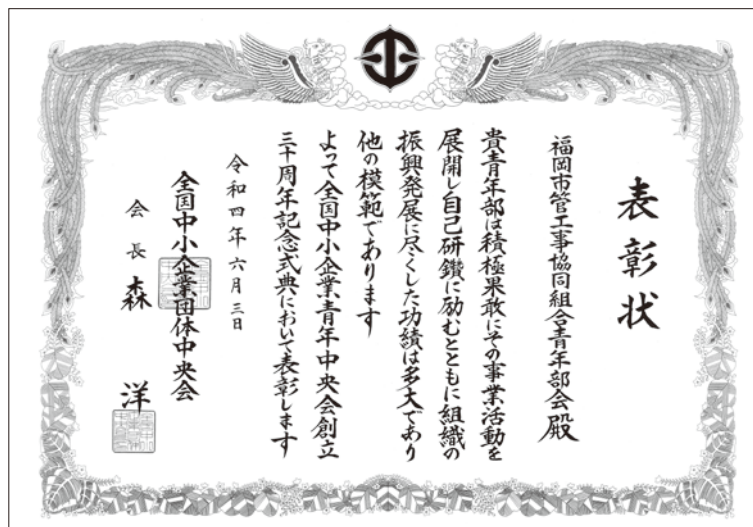 表彰状
福岡市管工事協同組合青年部会殿
貴青年部は積極果敢にその事業活動を
展開し自己研鑽に励むとともに組織の
振興発展に尽くした功績は多大であり
他の模範であります
よって全国中小企業青年中央会創立
三十周年記念式典において表彰します
令和四年六月三日
全国中小企業団体中央会
会長 森 洋